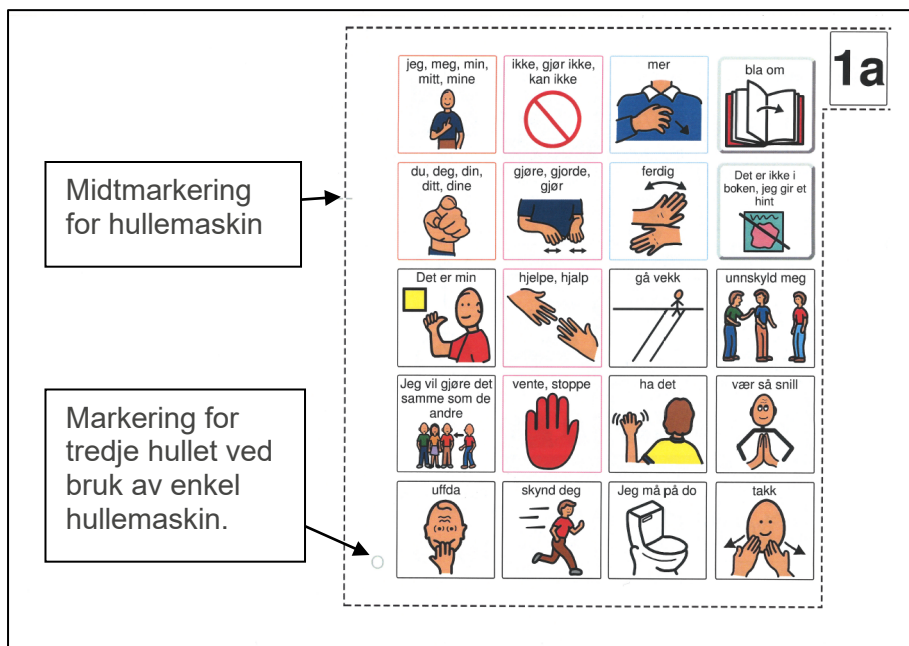 1a
jeg, meg, min,
mitt, mine
ikke, gjør ikke,
kan ikke
mer
bla om
Midtmarkering
for hullemaskin
du, deg, din,
ditt, dine
gjøre, gjorde,
gjør
ferdig
Det er ikke i
boken, jeg gir et
hint
Det er min
hjelpe, hjalp
gå vekk
unnskyld meg
Markering for
tredje hullet ved
bruk av enkel
hullemaskin.
Jeg vil gjøre det
samme som de
andre
vente, stoppe
ha det
vær så snill
uffda
skynd deg
Jeg må på do
takk